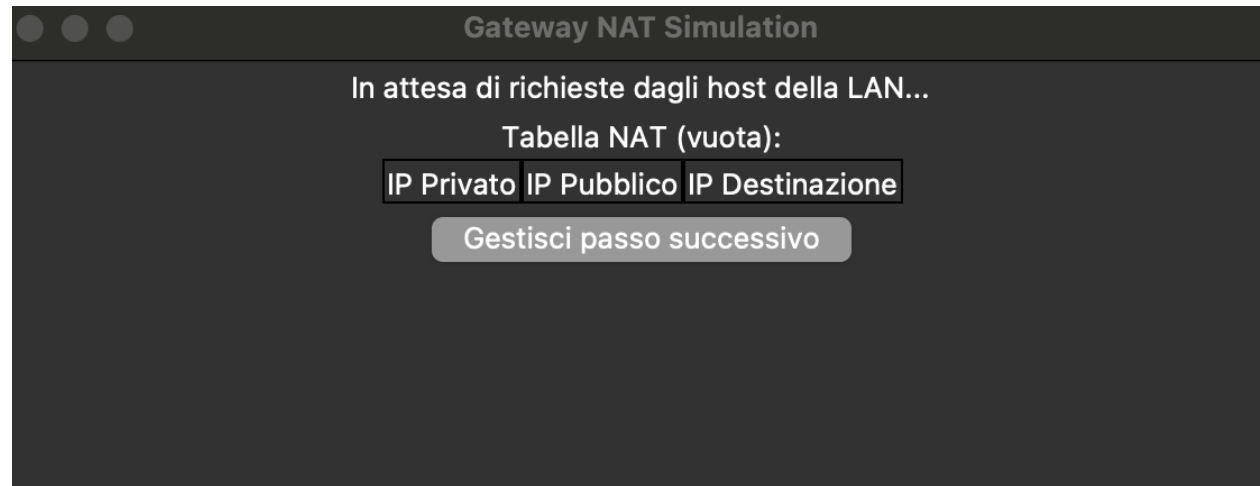 Gateway NAT Simulation
In attesa di richieste dagli host della LAN...
Tabella NAT (vuota):
IP Privato IP Pubblico IP Destinazione
Gestisci passo successivo